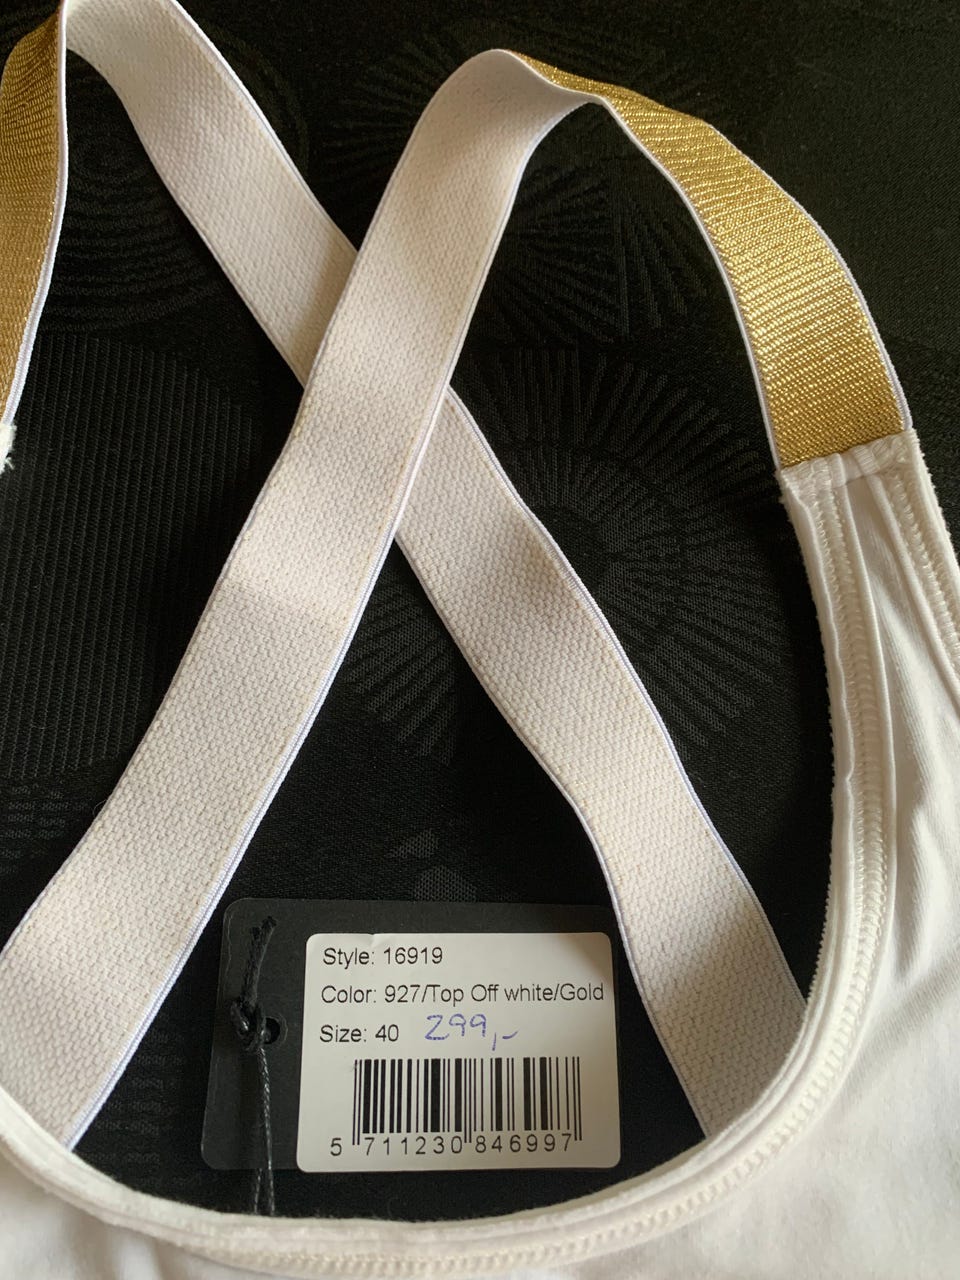 Style: 16919
Color: 927/Top Off white/Gold
Size: 40 299,-
5 711230 846997